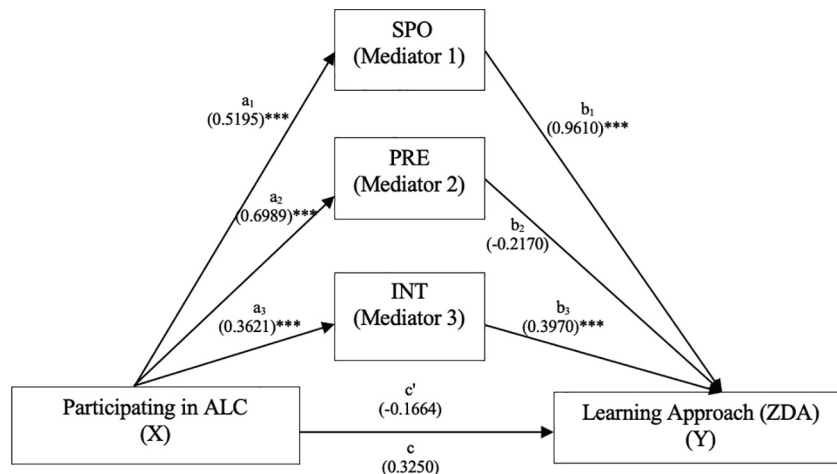 SPO
(Mediator 1)
a₁
(0.5195)***
b₁
(0.9610)***
PRE
(Mediator 2)
a₂
(0.6989)***
b₂
(-0.2170)
INT
(Mediator 3)
a₃
(0.3621)***
b₃
(0.3970)***
Participating in ALC
(X)
c'
(-0.1664)
c
(0.3250)
Learning Approach (ZDA)
(Y)